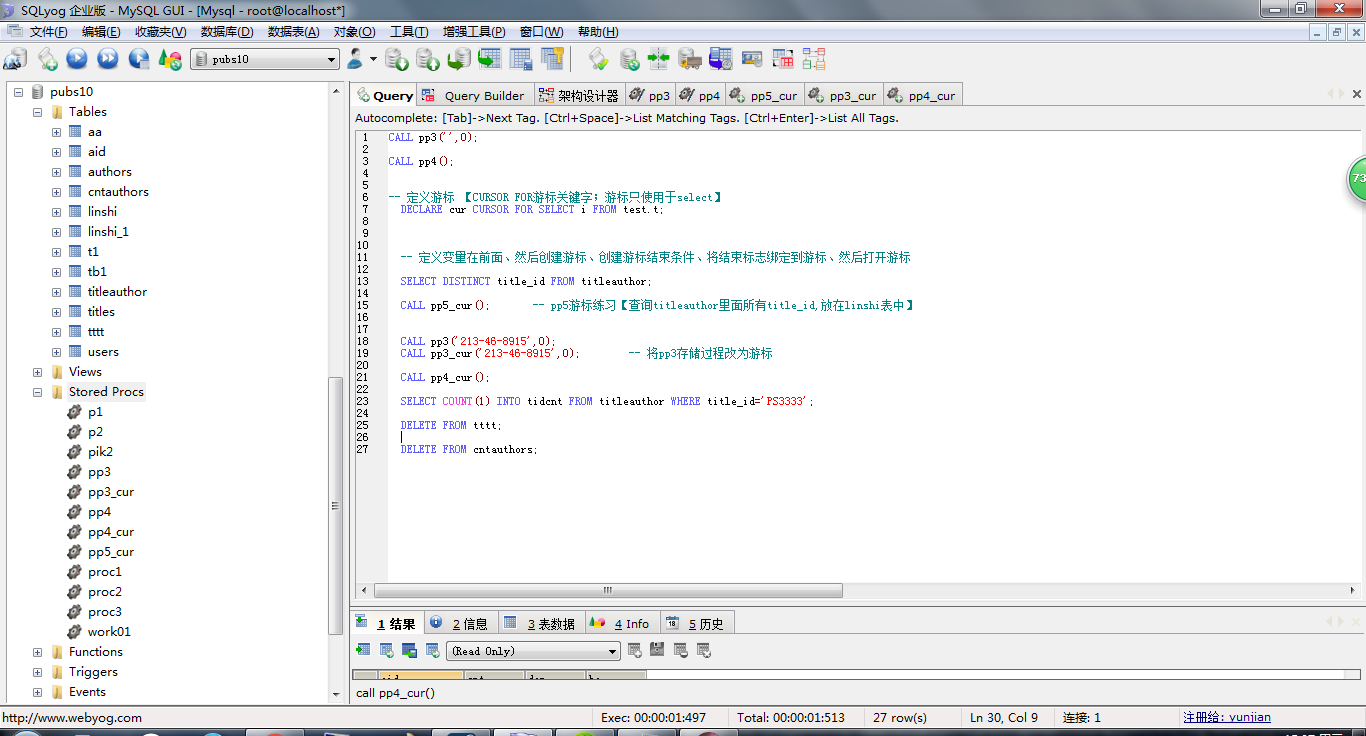 SQLyog 企业版 - MySQL GUI - [Mysql - root@localhost*]
文件(F) 编辑(E) 收藏夹(V) 数据库(D) 数据表(A) 对象(O) 工具(T) 增强工具(P) 窗口(W) 帮助(H)
pubs10
pubs10
Tables
aa
aid
authors
cntauthors
linshi
linshi_1
t1
tb1
titleauthor
titles
tttt
users
Views
Stored Procs
p1
p2
pik2
pp3
pp3_cur
pp4
pp4_cur
pp5_cur
proc1
proc2
proc3
work01
Functions
Triggers
Events
Query Query Builder 架构设计器 pp3 pp4 pp5_cur pp3_cur pp4_cur
Autocomplete: [Tab]->Next Tag. [Ctrl+Space]->List Matching Tags. [Ctrl+Enter]->List All Tags.
1 CALL pp3('',0);
2
3 CALL pp4();
4
5
6 -- 定义游标 【CURSOR FOR游标关键字；游标只使用于select】
7 DECLARE cur CURSOR FOR SELECT i FROM test.t;
8
9
10
11 -- 定义变量在前面、然后创建游标、创建游标结束条件、将结束标志绑定到游标、然后打开游标
12
13 SELECT DISTINCT title_id FROM titleauthor;
14
15 CALL pp5_cur(); -- pp5游标练习【查询titleauthor里面所有title_id,放在linshi表中】
16
17
18 CALL pp3('213-46-8915',0);
19 CALL pp3_cur('213-46-8915',0); -- 将pp3存储过程改为游标
20
21 CALL pp4_cur();
22
23 SELECT COUNT(1) INTO tidcnt FROM titleauthor WHERE title_id='PS3333';
24
25 DELETE FROM tttt;
26
27 DELETE FROM cntauthors;
73
1 结果 2 信息 3 表数据 4 Info 5 历史
(Read Only)
call pp4_cur()
http://www.webyog.com Exec: 00:00:01:497 Total: 00:00:01:513 27 row(s) Ln 30, Col 9 连接: 1 注册给: yunjian